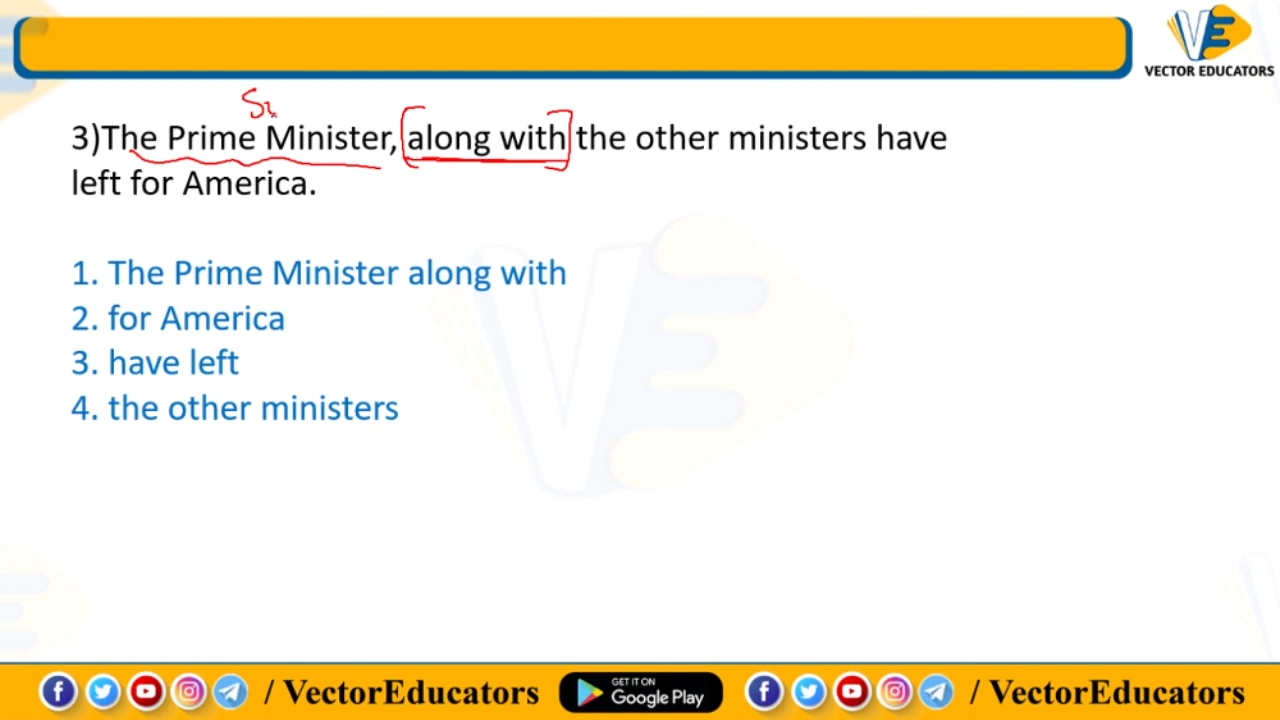 VE
VECTOR EDUCATORS
3)The Prime Minister, along with the other ministers have
left for America.
1. The Prime Minister along with
2. for America
3. have left
4. the other ministers
/ VectorEducators
GET IT ON
Google Play
/ VectorEducators